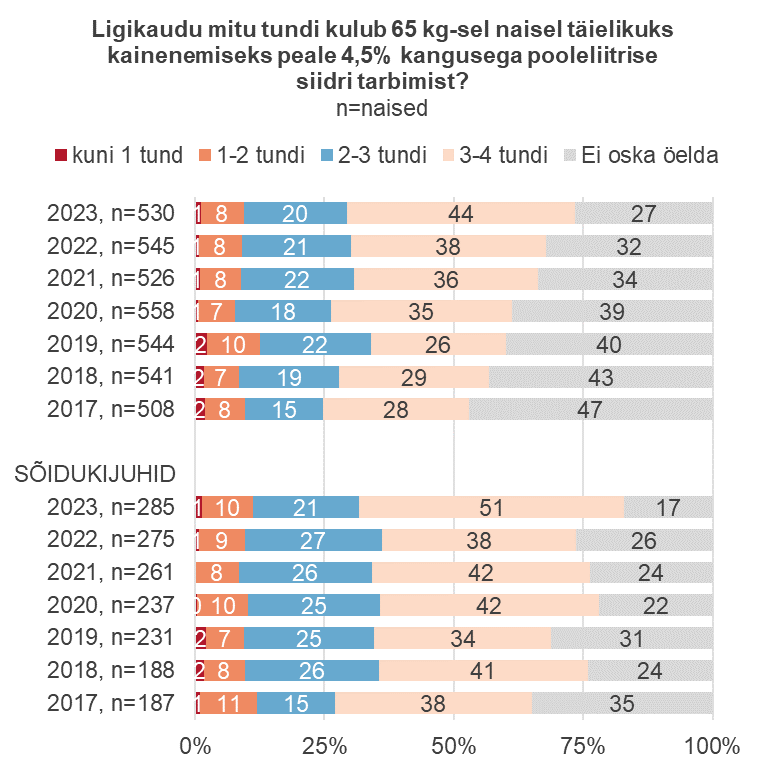 Ligikaudu mitu tundi kulub 65 kg-sel naisel täielikuks
kainenemiseks peale 4,5% kangusega pooleliitrise
siidri tarbimist?
n=naised
kuni 1 tund 1-2 tundi 2-3 tundi 3-4 tundi Ei oska öelda
2023, n=530 1 8 20 44 27
2022, n=545 1 8 21 38 32
2021, n=526 1 8 22 36 34
2020, n=558 1 7 18 35 39
2019, n=544 2 10 22 26 40
2018, n=541 2 7 19 29 43
2017, n=508 2 8 15 28 47
SÕIDUKIJUHID
2023, n=285 1 10 21 51 17
2022, n=275 1 9 27 38 26
2021, n=261 8 26 42 24
2020, n=237 0 10 25 42 22
2019, n=231 2 7 25 34 31
2018, n=188 2 8 26 41 24
2017, n=187 1 11 15 38 35
0% 25% 50% 75% 100%